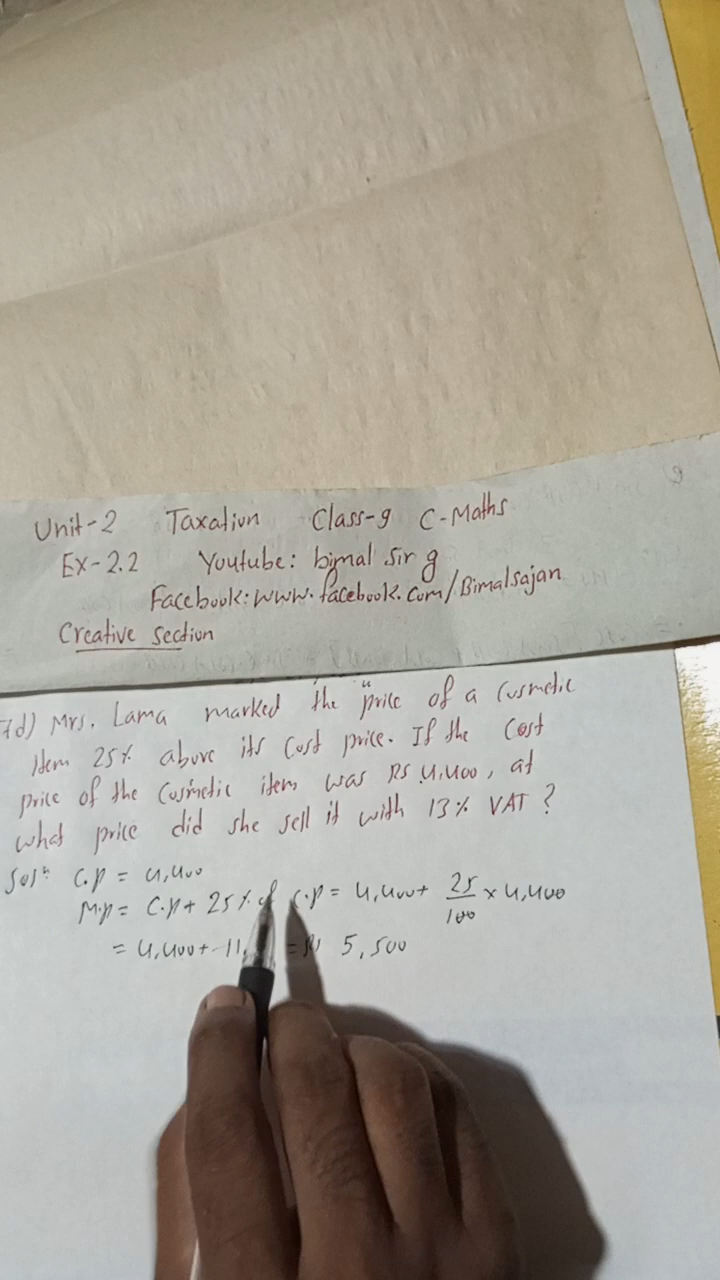 Unit-2 Taxation Class-9 C-Maths
Ex-2.2 Youtube: bimal sir g
Facebook: www.facebook.com/Bimalsajan
Creative section
7d) Mrs. Lama marked the price of a cosmetic
item 25% above its cost price. If the cost
price of the cosmetic item was RS 4,400, at
what price did she sell it with 13% VAT?
Solⁿ: C.p = 4,400
M.p = C.p + 25% of C.p = 4,400 + 25/100 × 4,400
= 4,400 + 11 = Rs 5,500